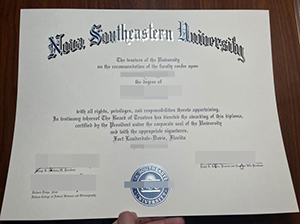 Nova Southeastern University
The trustees of the University
on the recommendation of the faculty confer upon
the degree of
with all rights, privileges, and responsibilities thereto appertaining.
In testimony whereof The Board of Trustees has directed the awarding of this diploma,
certified by the President under the corporate seal of the University
and with the appropriate signatures.
Fort Lauderdale-Davie, Florida